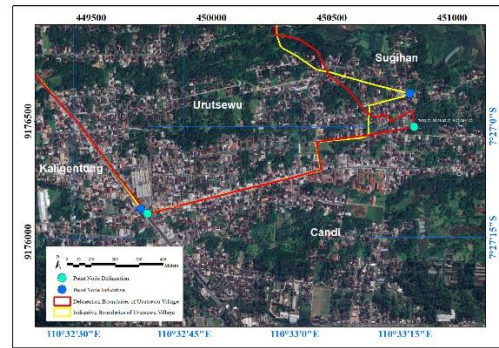 449500 450000 450500 451000
Sugihan
Urutsewu
9176500
7°27'0"S
Kaligentong
Candi
9176000
7°27'15"S
Meters
Point Node Delineation
Point Node Indication
Delineation Boundaries of Urutsewu Village
Indicative Boundaries of Urutsewu Village
110°32'30"E 110°32'45"E 110°33'0"E 110°33'15"E